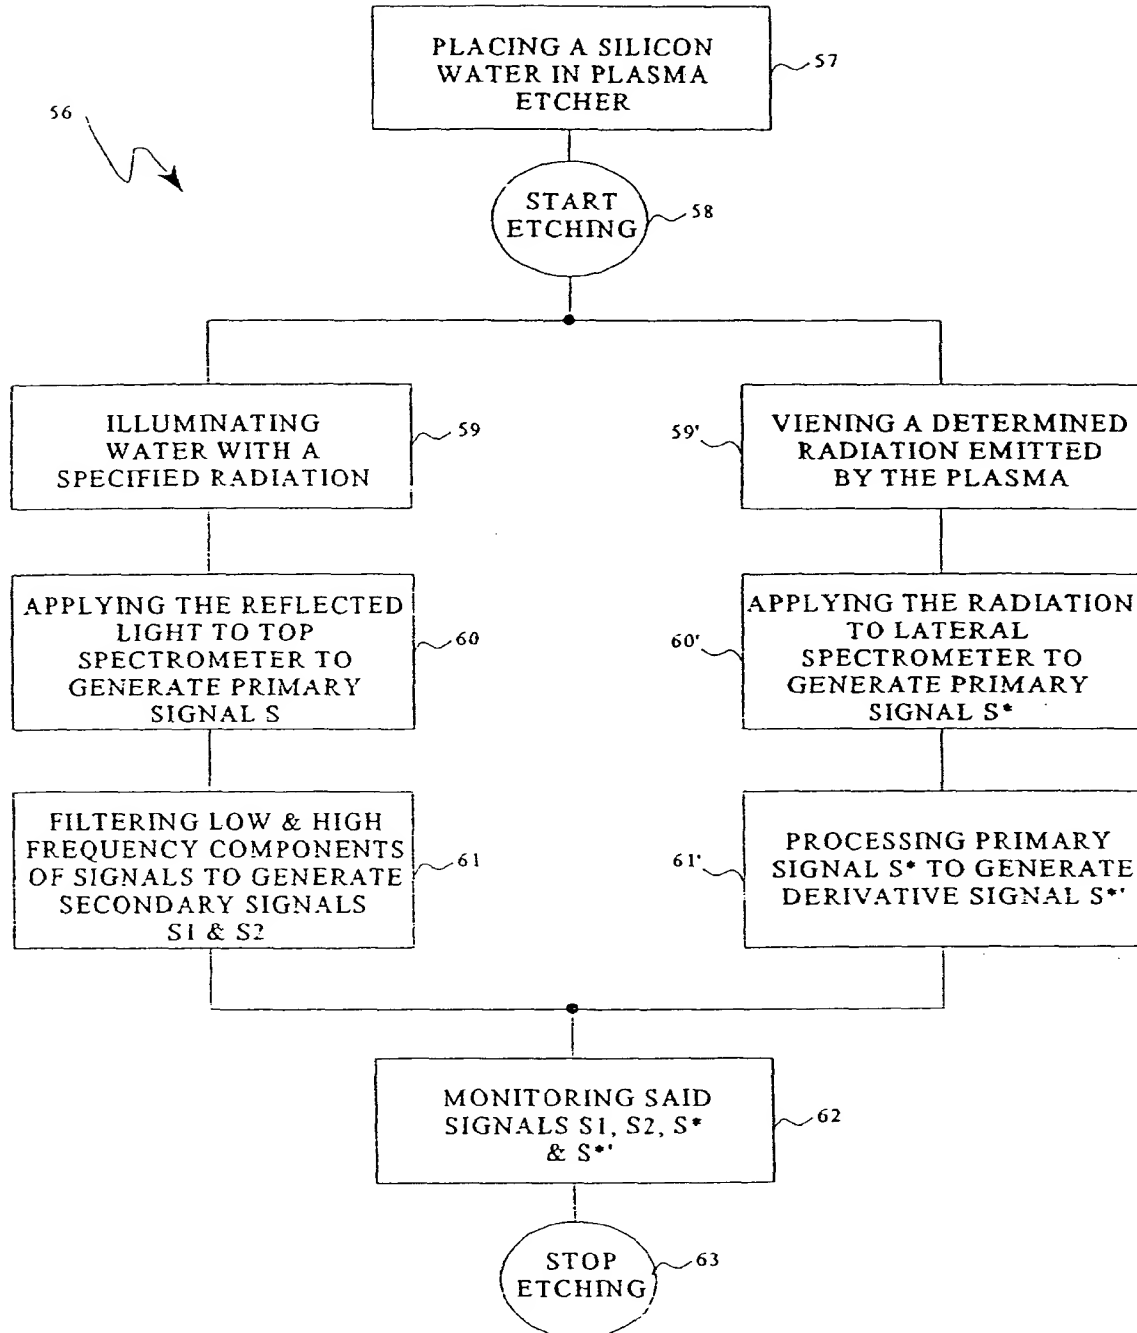 PLACING A SILICON
WATER IN PLASMA
ETCHER
57
56
START
ETCHING
58
ILLUMINATING
WATER WITH A
SPECIFIED RADIATION
59
59'
VIENING A DETERMINED
RADIATION EMITTED
BY THE PLASMA
APPLYING THE REFLECTED
LIGHT TO TOP
SPECTROMETER TO
GENERATE PRIMARY
SIGNAL S
60
60'
APPLYING THE RADIATION
TO LATERAL
SPECTROMETER TO
GENERATE PRIMARY
SIGNAL S*
FILTERING LOW & HIGH
FREQUENCY COMPONENTS
OF SIGNALS TO GENERATE
SECONDARY SIGNALS
S1 & S2
61
61'
PROCESSING PRIMARY
SIGNAL S* TO GENERATE
DERIVATIVE SIGNAL S*'
MONITORING SAID
SIGNALS S1, S2, S*
& S*'
62
STOP
ETCHING
63